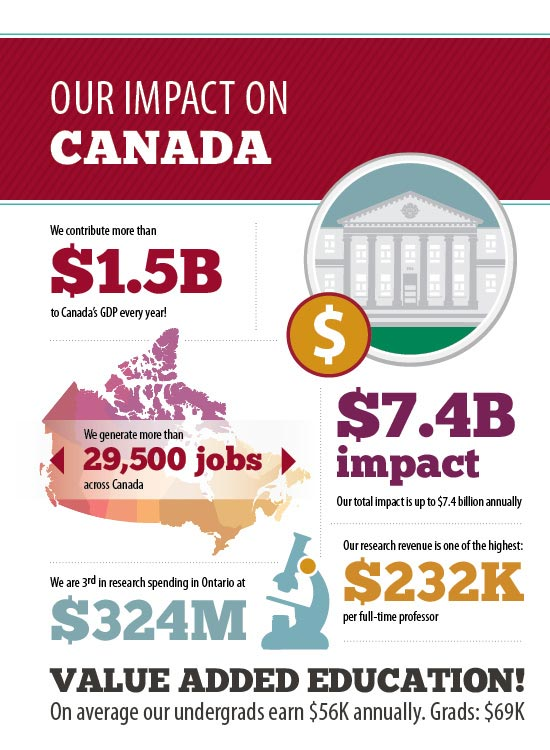 OUR IMPACT ON
CANADA
We contribute more than
$1.5B
to Canada's GDP every year!
$
We generate more than
29,500 jobs
across Canada
$7.4B
impact
Our total impact is up to $7.4 billion annually
We are 3rd in research spending in Ontario at
$324M
Our research revenue is one of the highest:
$232K
per full-time professor
VALUE ADDED EDUCATION!
On average our undergrads earn $56K annually. Grads: $69K